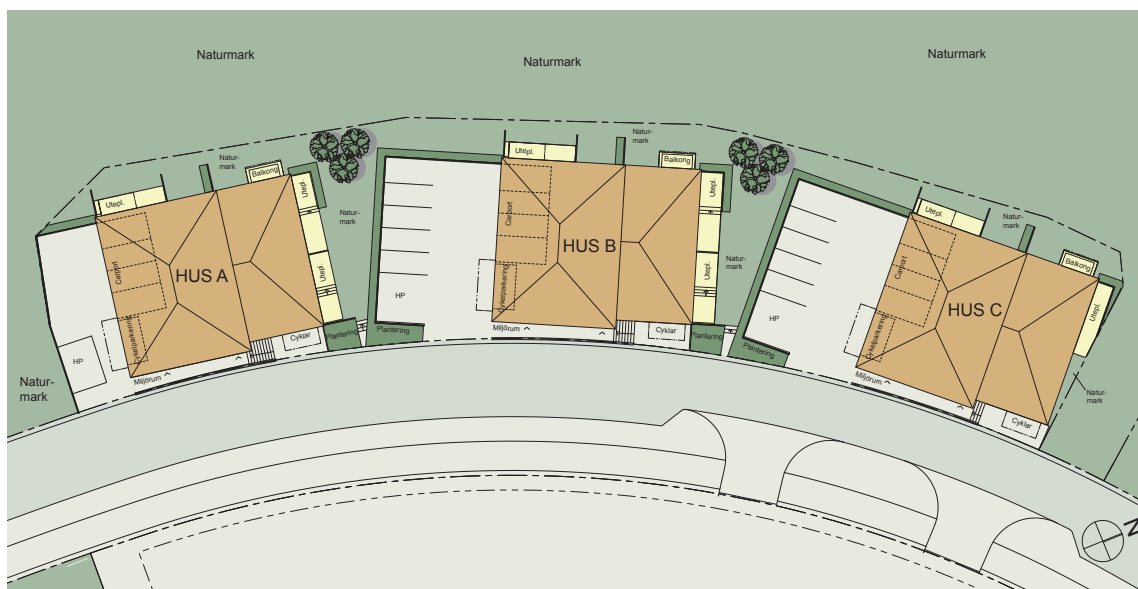 Naturmark
Naturmark
Naturmark
Natur-
mark
Balkong
Utepl.
Utepl.
Carport
HUS A
Natur-
mark
Utepl.
Cykelparkering
HP
Miljörum
Cyklar
Plantering
Natur-
mark
Utepl.
Natur-
mark
Balkong
Utepl.
Carport
HUS B
Utepl.
Natur-
mark
Cykelparkering
HP
Plantering
Miljörum
Cyklar
Plantering
Plantering
Utepl.
Natur-
mark
Balkong
Carport
HUS C
Utepl.
HP
Cykelparkering
Miljörum
Cyklar
Natur-
mark
N